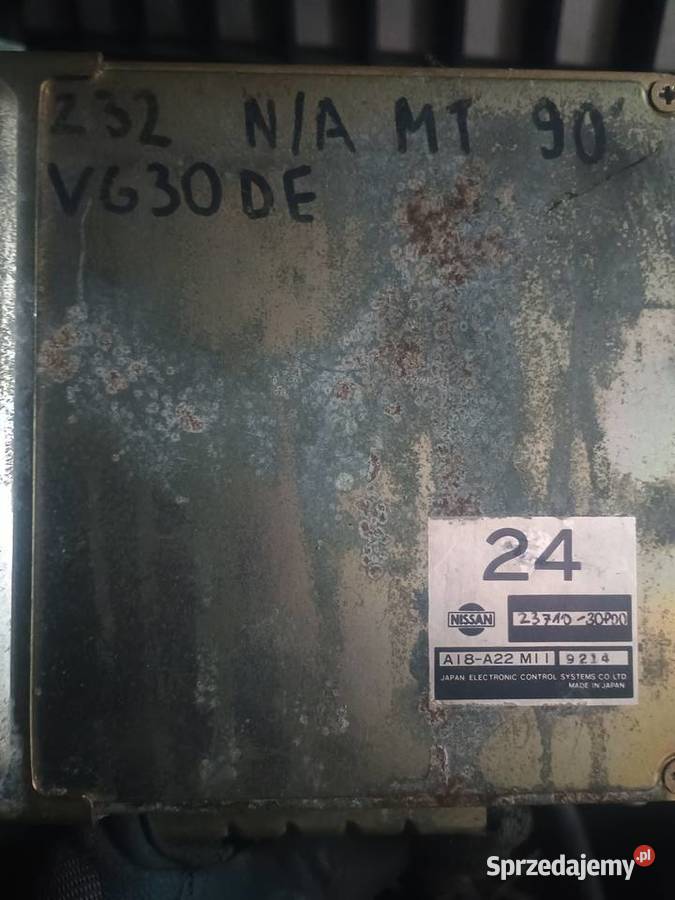 Z32 N/A MT 90
VG30DE
24
NISSAN
23710-30P00
A18-A22 M11 9214
JAPAN ELECTRONIC CONTROL SYSTEMS CO LTD
MADE IN JAPAN
Sprzedajemy.pl